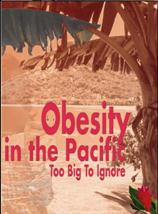 Obesity
in the Pacific
Too Big To Ignore